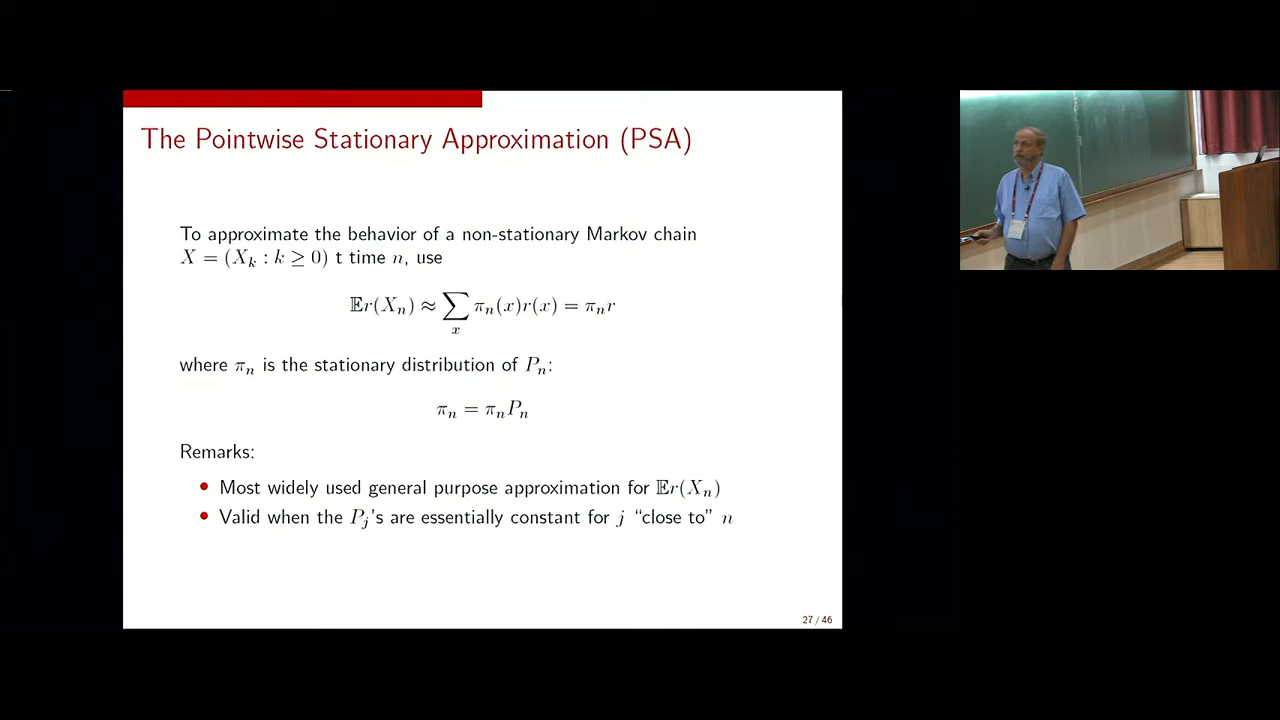 The Pointwise Stationary Approximation (PSA)
To approximate the behavior of a non-stationary Markov chain
X = (X_k : k ≥ 0) t time n, use
𝔼r(X_n) ≈ ∑_x π_n(x)r(x) = π_n r
where π_n is the stationary distribution of P_n:
π_n = π_n P_n
Remarks:
• Most widely used general purpose approximation for 𝔼r(X_n)
• Valid when the P_j's are essentially constant for j “close to” n
27 / 46